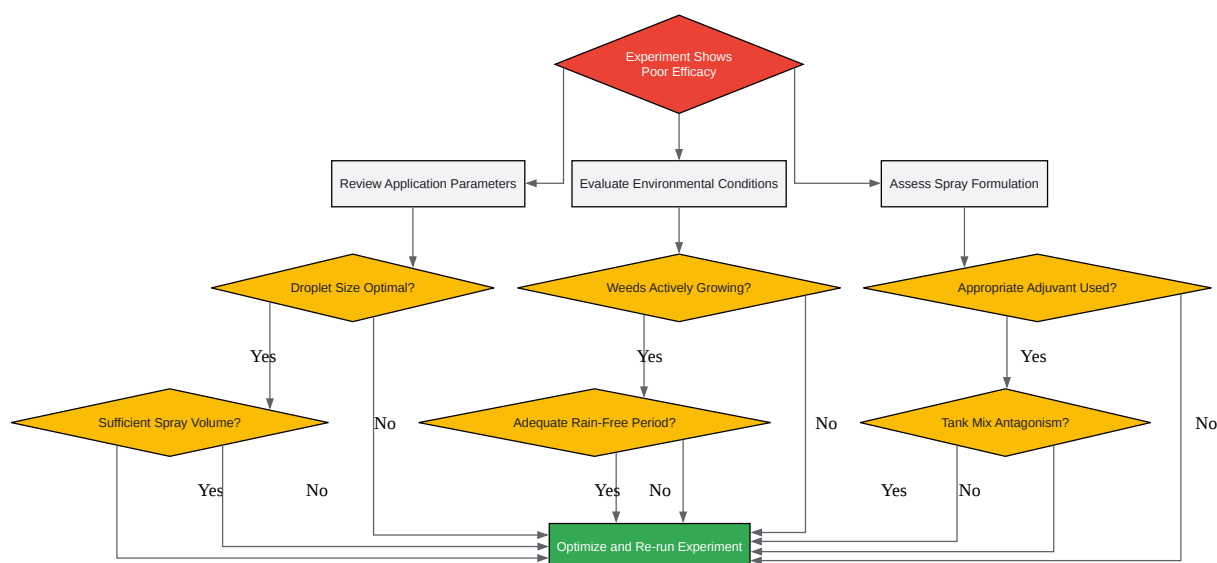 Experiment Shows
Poor Efficacy
Review Application Parameters
Evaluate Environmental Conditions
Assess Spray Formulation
Droplet Size Optimal?
Weeds Actively Growing?
Appropriate Adjuvant Used?
Yes
Yes
Yes
Sufficient Spray Volume?
No
Adequate Rain-Free Period?
No
Tank Mix Antagonism?
No
Yes
No
Yes
No
Yes
No
Optimize and Re-run Experiment